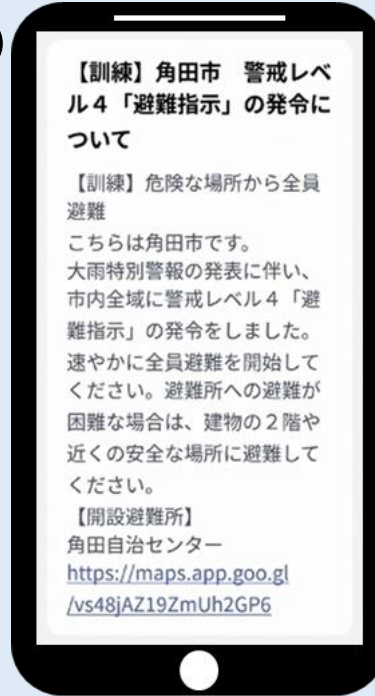 【訓練】角田市　警戒レベ
ル４「避難指示」の発令に
ついて
【訓練】危険な場所から全員
避難
こちらは角田市です。
大雨特別警報の発表に伴い、
市内全域に警戒レベル４「避
難指示」の発令をしました。
速やかに全員避難を開始して
ください。避難所への避難が
困難な場合は、建物の２階や
近くの安全な場所に避難して
ください。
【開設避難所】
角田自治センター
https://maps.app.goo.gl
/vs48jAZ19ZmUh2GP6